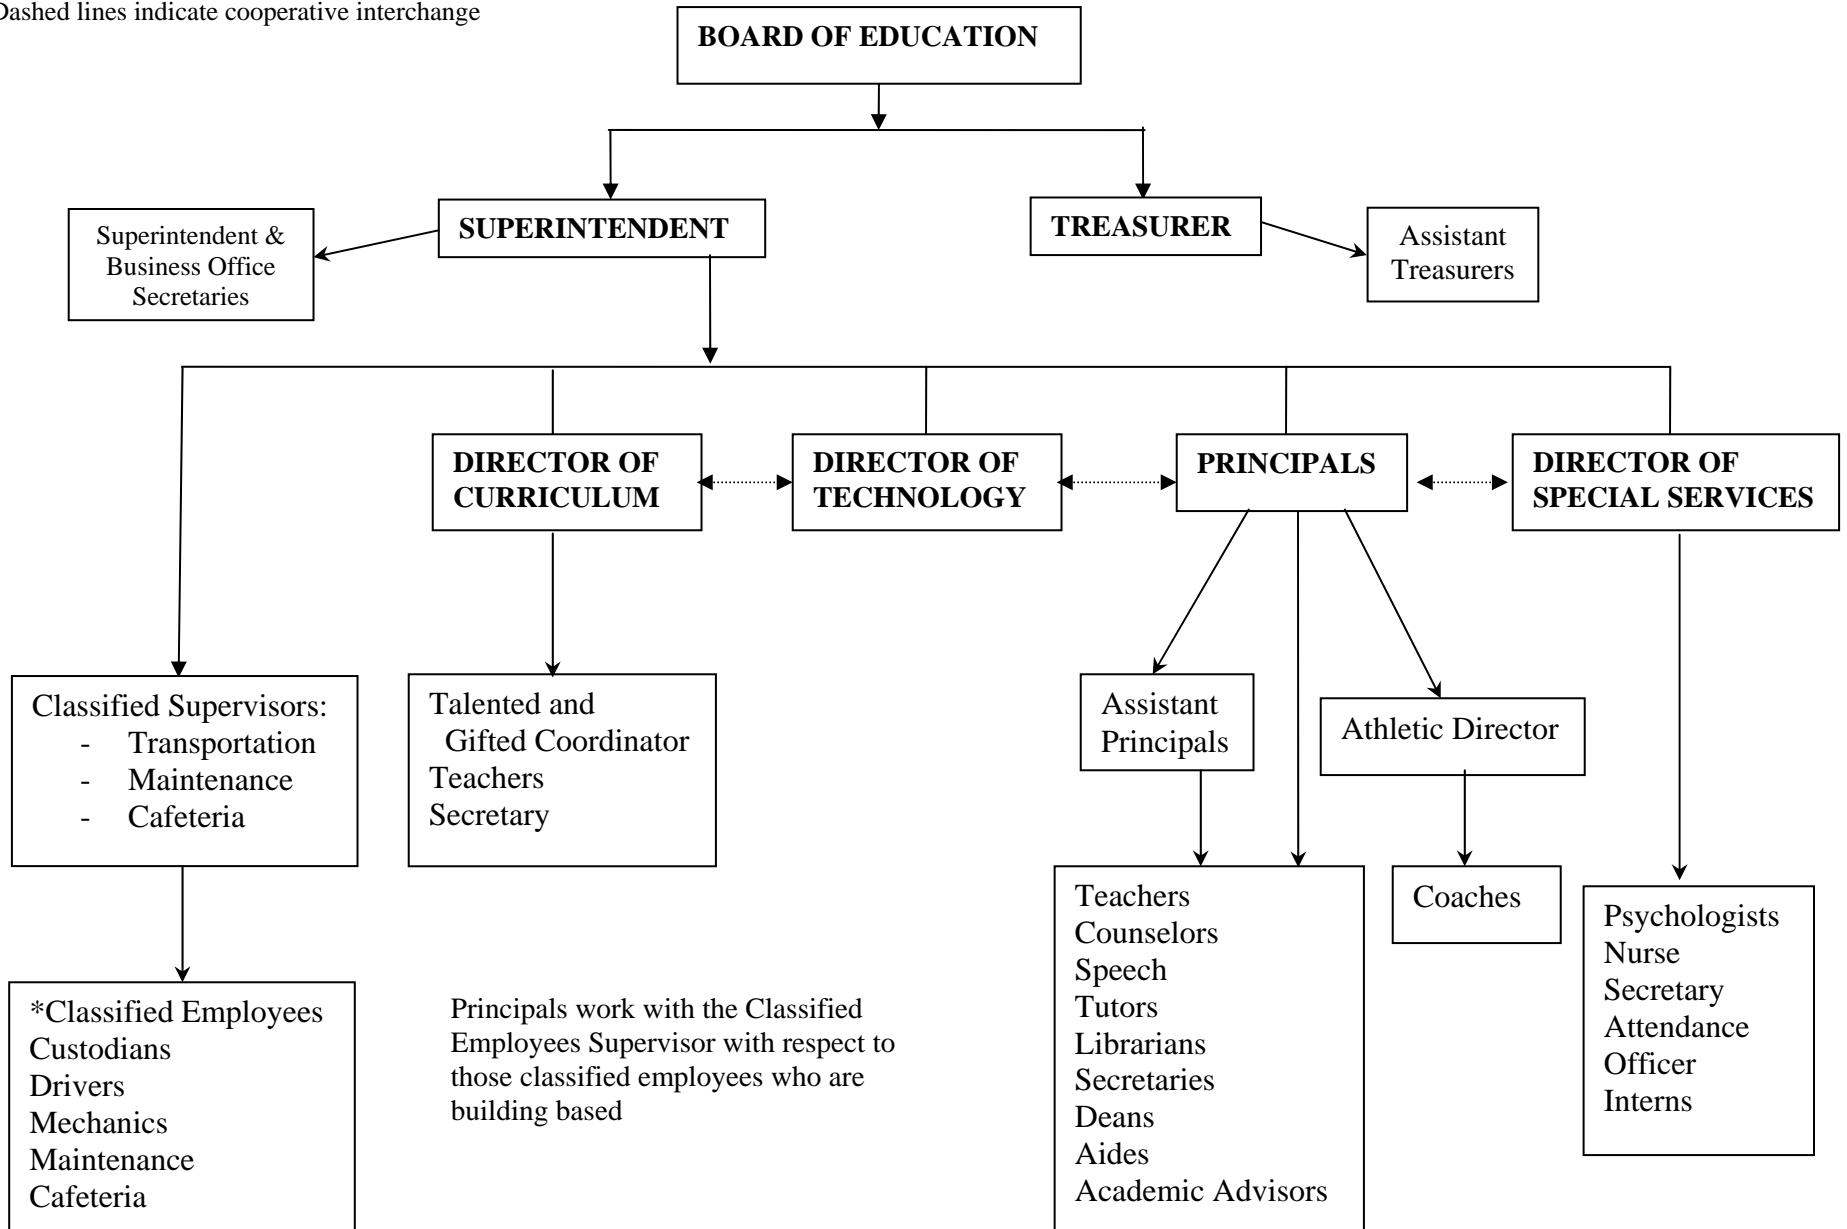 Dashed lines indicate cooperative interchange
BOARD OF EDUCATION
Superintendent &
Business Office
Secretaries
SUPERINTENDENT
TREASURER
Assistant
Treasurers
DIRECTOR OF
CURRICULUM
DIRECTOR OF
TECHNOLOGY
PRINCIPALS
DIRECTOR OF
SPECIAL SERVICES
Classified Supervisors:
- Transportation
- Maintenance
- Cafeteria
Talented and
Gifted Coordinator
Teachers
Secretary
Assistant
Principals
Athletic Director
*Classified Employees
Custodians
Drivers
Mechanics
Maintenance
Cafeteria
Principals work with the Classified
Employees Supervisor with respect to
those classified employees who are
building based
Teachers
Counselors
Speech
Tutors
Librarians
Secretaries
Deans
Aides
Academic Advisors
Coaches
Psychologists
Nurse
Secretary
Attendance
Officer
Interns